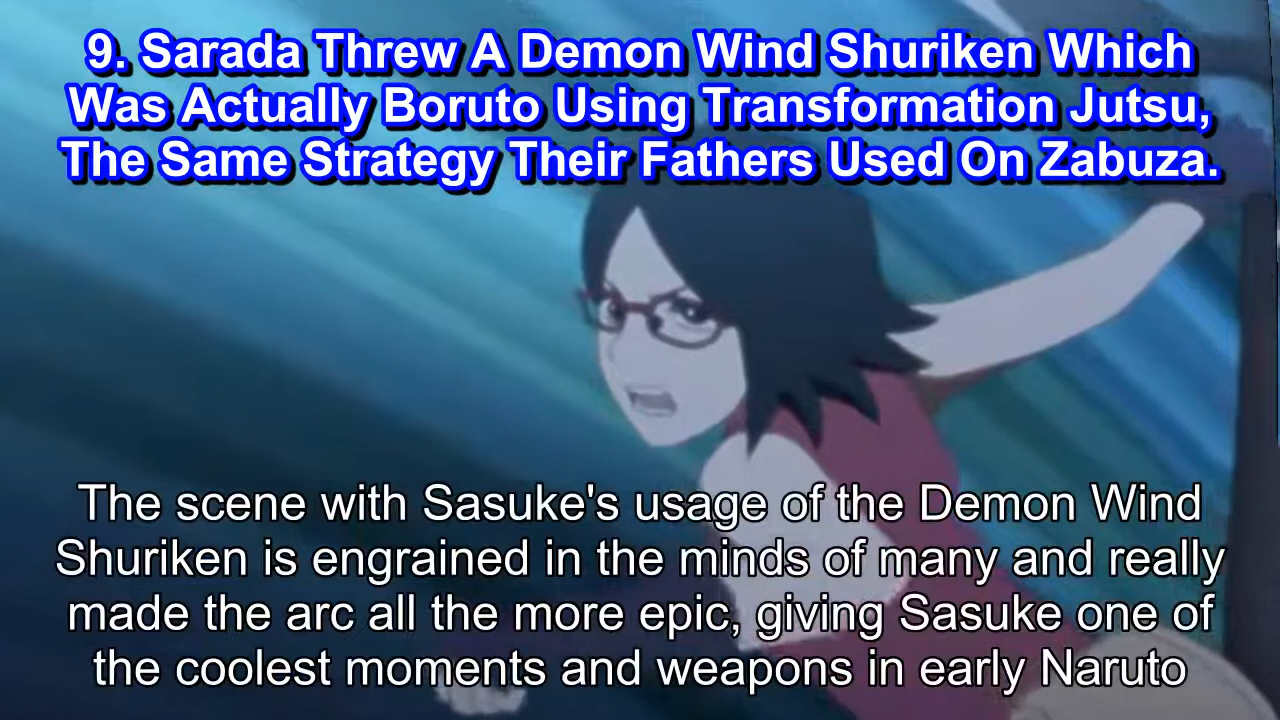 9. Sarada Threw A Demon Wind Shuriken Which
Was Actually Boruto Using Transformation Jutsu,
The Same Strategy Their Fathers Used On Zabuza.
The scene with Sasuke's usage of the Demon Wind
Shuriken is engrained in the minds of many and really
made the arc all the more epic, giving Sasuke one of
the coolest moments and weapons in early Naruto